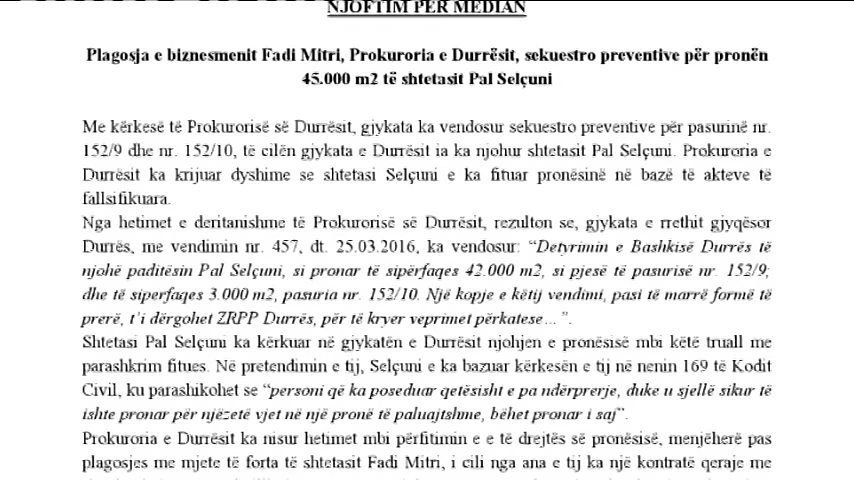 NJOFTIM PËR MEDIAN
Plagosja e biznesmenit Fadi Mitri, Prokuroria e Durrësit, sekuestro preventive për pronën
45.000 m2 të shtetasit Pal Selçuni
Me kërkesë të Prokurorisë së Durrësit, gjykata ka vendosur sekuestro preventive për pasurinë nr.
152/9 dhe nr. 152/10, të cilën gjykata e Durrësit ia ka njohur shtetasit Pal Selçuni. Prokuroria e
Durrësit ka krijuar dyshime se shtetasi Selçuni e ka fituar pronësinë në bazë të akteve të
fallsifikuara.
Nga hetimet e deritanishme të Prokurorisë së Durrësit, rezulton se, gjykata e rrethit gjyqësor
Durrës, me vendimin nr. 457, dt. 25.03.2016, ka vendosur: “Detyrimin e Bashkisë Durrës të
njohë paditësin Pal Selçuni, si pronar të sipërfaqes 42.000 m2, si pjesë të pasurisë nr. 152/9;
dhe të siperfaqes 3.000 m2, pasuria nr. 152/10. Një kopje e këtij vendimi, pasi të marrë formë të
prerë, t’i dërgohet ZRPP Durrës, për të kryer veprimet përkatese…”.
Shtetasi Pal Selçuni ka kërkuar në gjykatën e Durrësit njohjen e pronësisë mbi këtë truall me
parashkrim fitues. Në pretendimin e tij, Selçuni e ka bazuar kërkesën e tij në nenin 169 të Kodit
Civil, ku parashikohet se “personi që ka poseduar qetësisht e pa ndërprerje, duke u sjellë sikur të
ishte pronar për njëzetë vjet në një pronë të paluajtshme, bëhet pronar i saj”.
Prokuroria e Durrësit ka nisur hetimet mbi përfitimin e e të drejtës së pronësisë, menjëherë pas
plagosjes me mjete të forta të shtetasit Fadi Mitri, i cili nga ana e tij ka një kontratë qeraje me